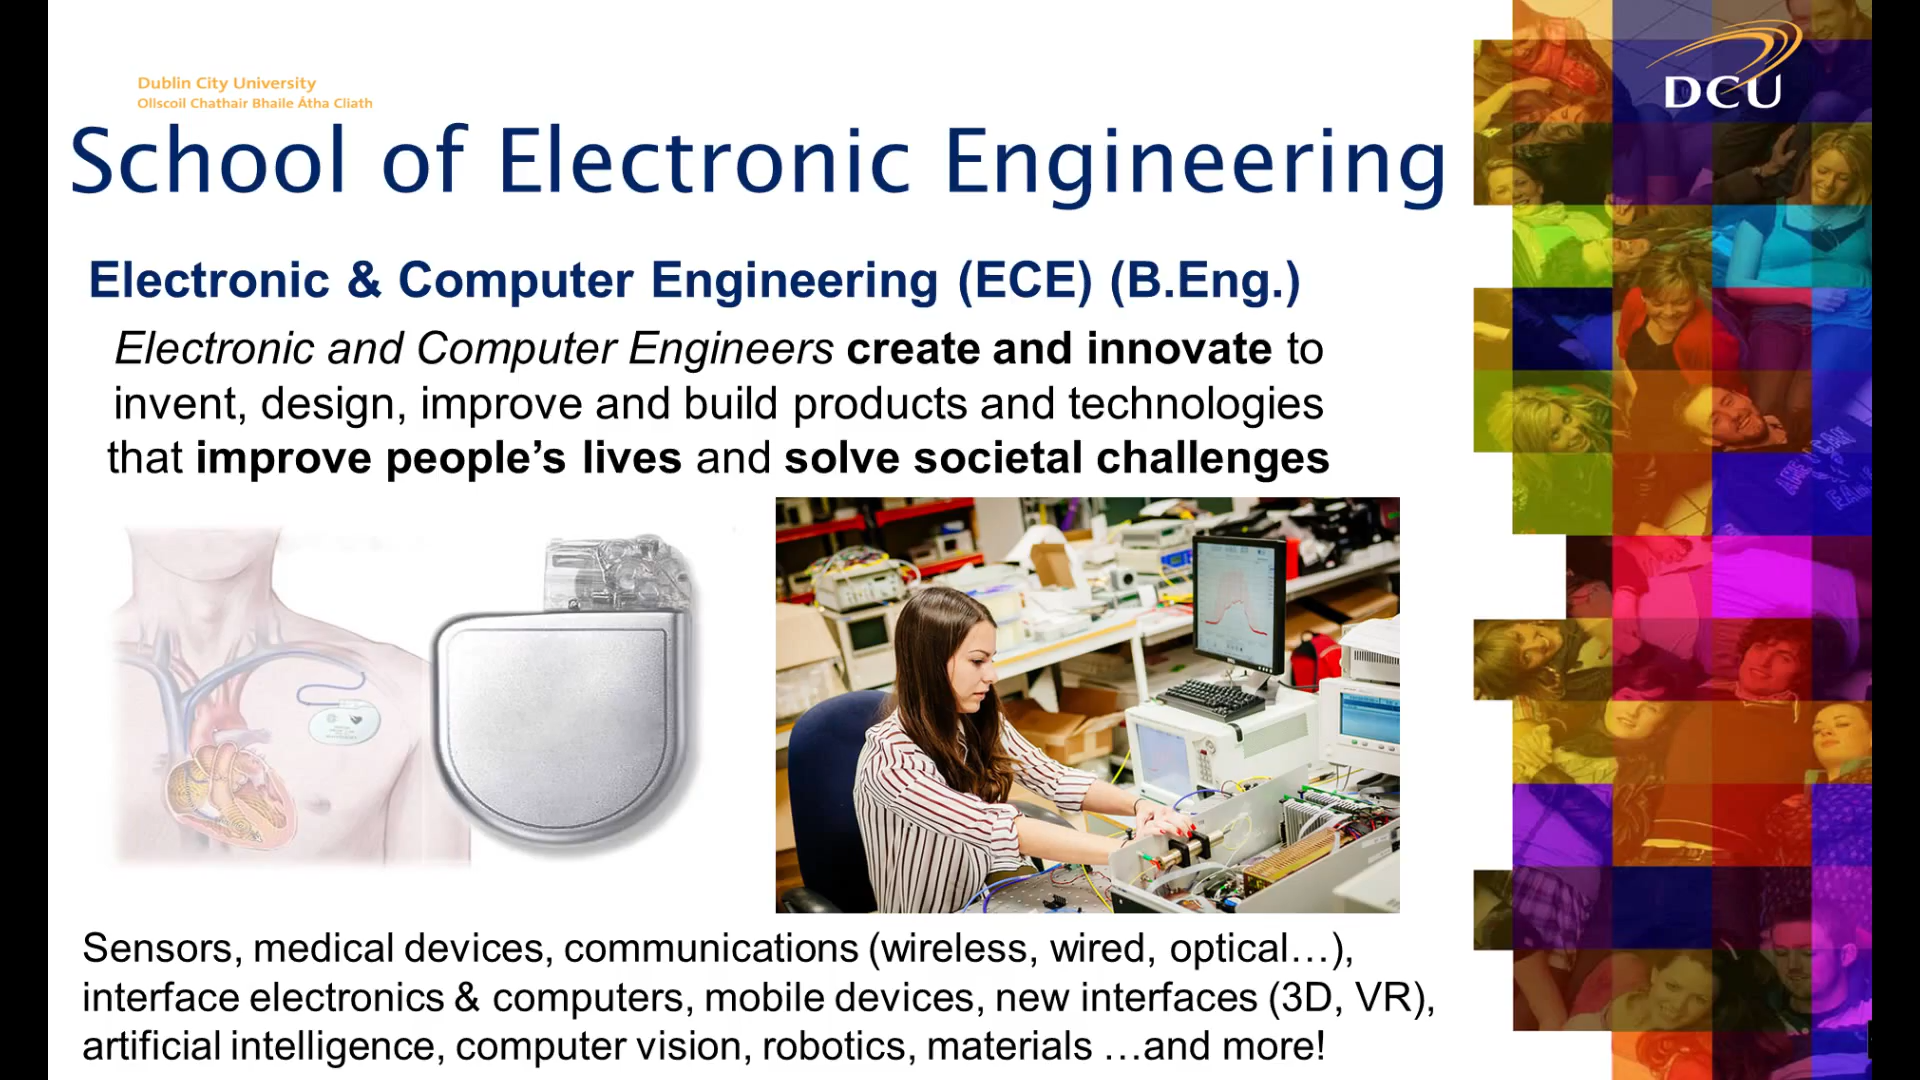 Dublin City University
Ollscoil Chathair Bhaile Átha Cliath
DCU
School of Electronic Engineering
Electronic & Computer Engineering (ECE) (B.Eng.)
Electronic and Computer Engineers create and innovate to
invent, design, improve and build products and technologies
that improve people’s lives and solve societal challenges
Sensors, medical devices, communications (wireless, wired, optical…),
interface electronics & computers, mobile devices, new interfaces (3D, VR),
artificial intelligence, computer vision, robotics, materials …and more!